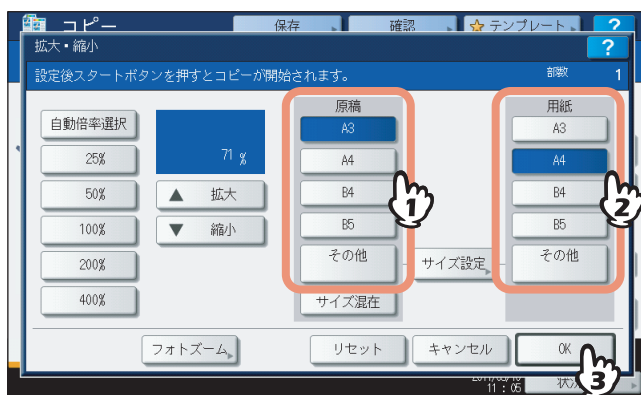 コピー 保存 確認 テンプレート ?
拡大・縮小 ?
設定後スタートボタンを押すとコピーが開始されます。 部数 1
原稿 用紙
自動倍率選択 71 % A3 A3
25% A4 A4
50% ▲ 拡大 B4 B4
1 2
100% ▼ 縮小 B5 B5
200% その他 サイズ設定 その他
400% サイズ混在
フォトズーム リセット キャンセル OK
3
11 : 05